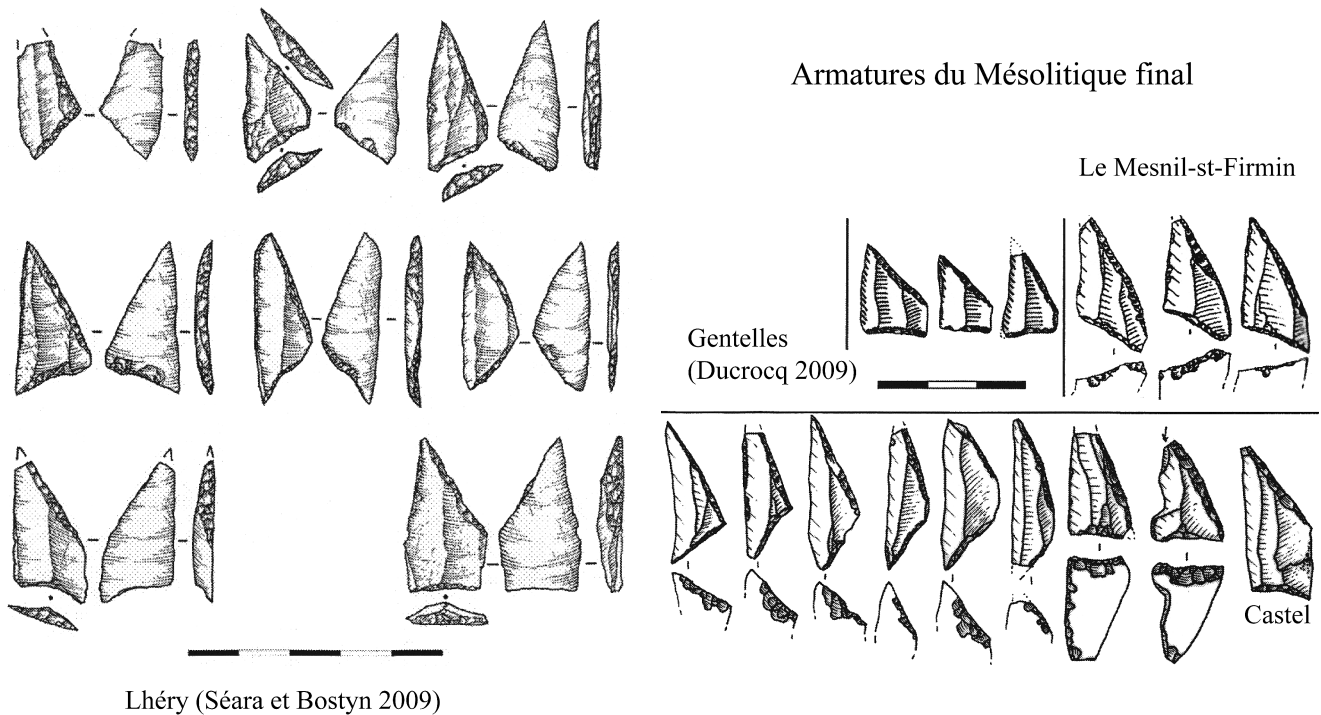 Armatures du Mésolitique final
Le Mesnil-st-Firmin
Gentelles
(Ducrocq 2009)
Castel
Lhéry (Séara et Bostyn 2009)